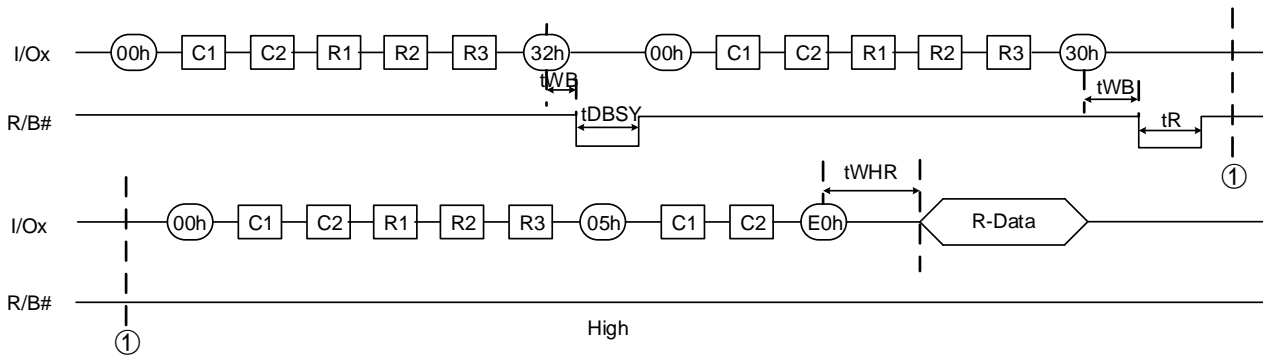 I/Ox 00h C1 C2 R1 R2 R3 32h 00h C1 C2 R1 R2 R3 30h
tWB tWB
R/B# tDBSY tR
①
tWHR
I/Ox 00h C1 C2 R1 R2 R3 05h C1 C2 E0h R-Data
R/B#
High
①